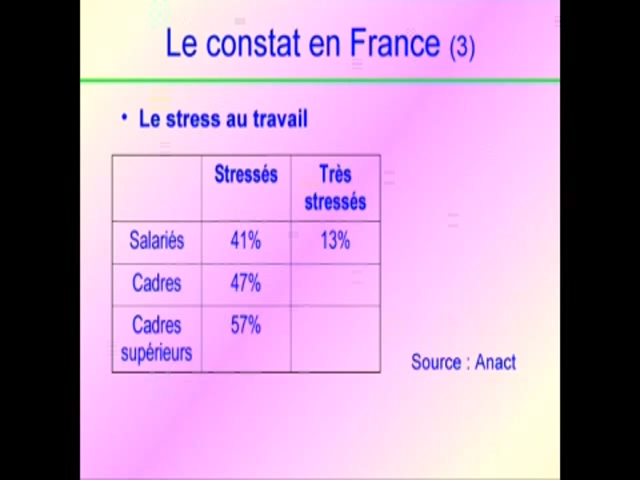 Le constat en France (3)
• Le stress au travail
Stressés Très stressés
Salariés 41% 13%
Cadres 47%
Cadres supérieurs 57%
Source : Anact